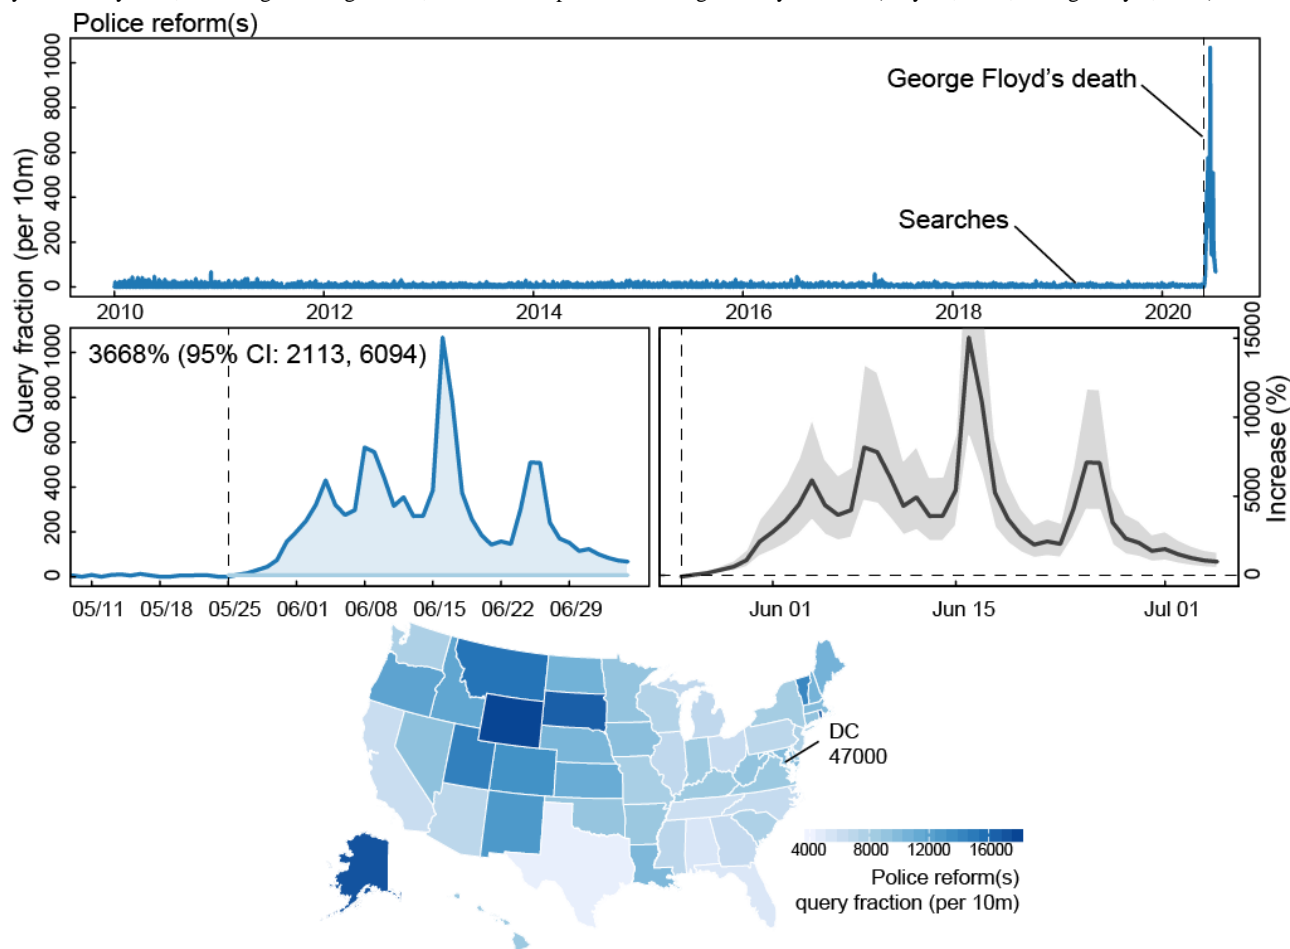 Police reform(s)
Query fraction (per 10m)
1000
800
600
400
200
0
George Floyd's death
Searches
2010 2012 2014 2016 2018 2020
3668% (95% CI: 2113, 6094)
1000
800
600
400
200
0
05/11 05/18 05/25 06/01 06/08 06/15 06/22 06/29
15000
10000
5000
0
Increase (%)
Jun 01 Jun 15 Jul 01
DC
47000
4000 8000 12000 16000
Police reform(s)
query fraction (per 10m)